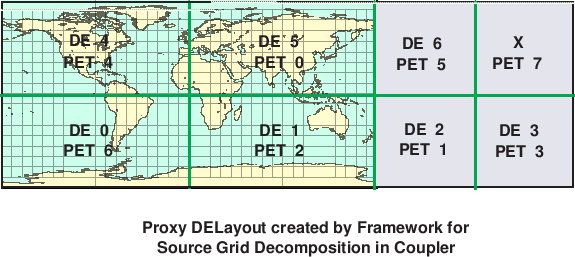 DE 4
PET 4
DE 5
PET 0
DE 6
PET 5
X
PET 7
DE 0
PET 6
DE 1
PET 2
DE 2
PET 1
DE 3
PET 3
Proxy DELayout created by Framework for
Source Grid Decomposition in Coupler